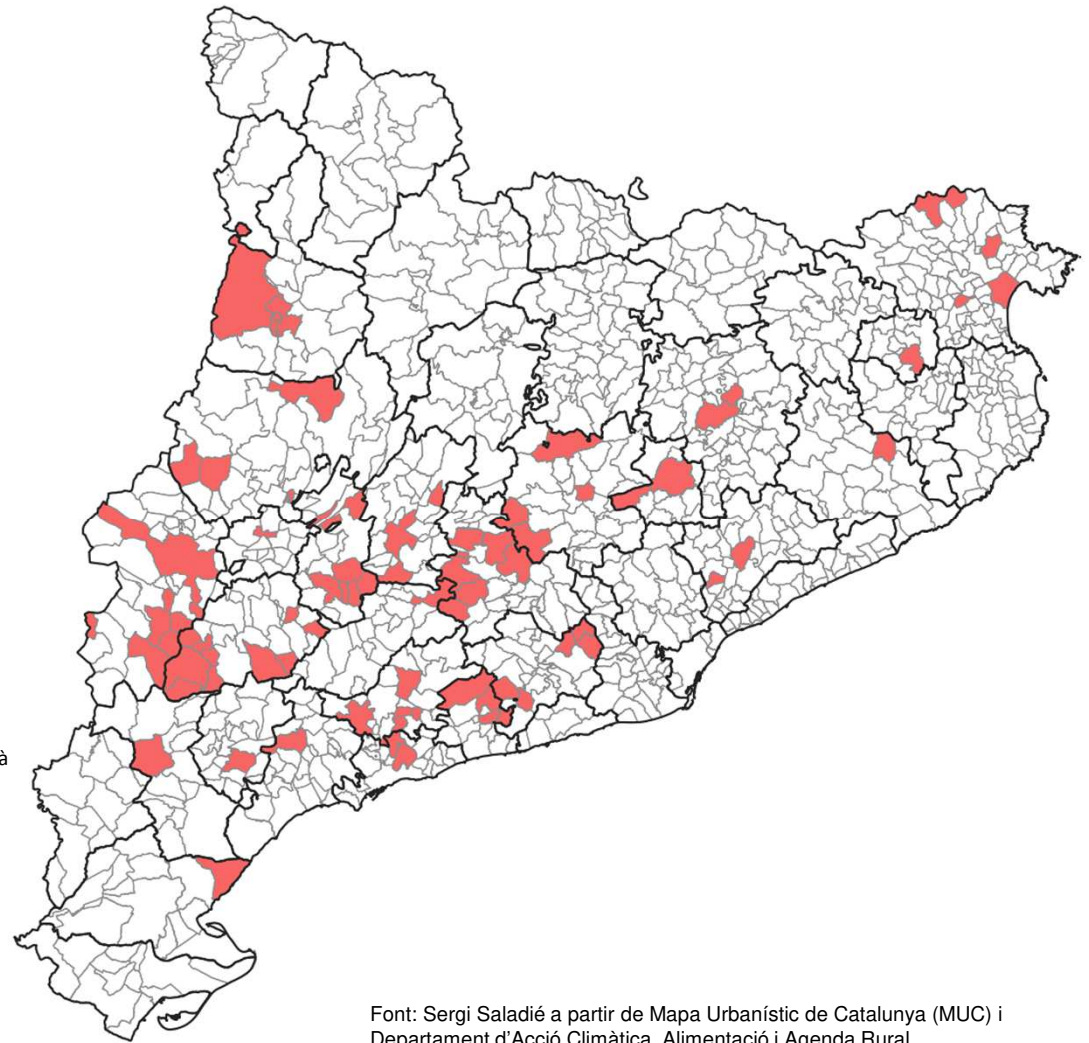 à
Font: Sergi Saladié a partir de Mapa Urbanístic de Catalunya (MUC) i
Departament d'Acció Climàtica, Alimentació i Agenda Rural